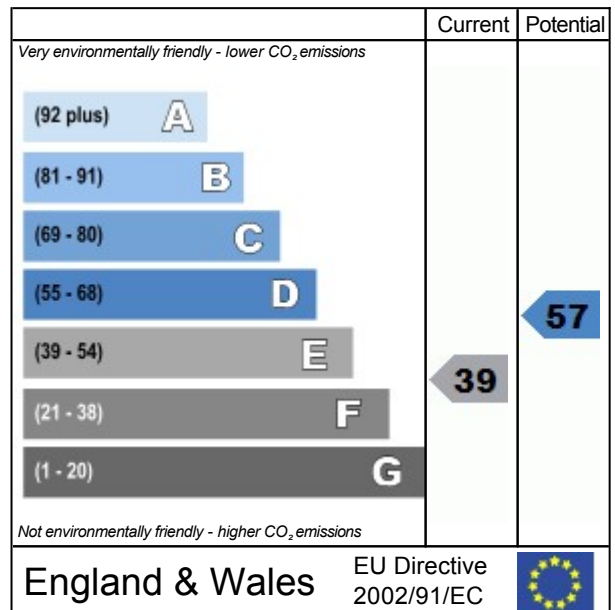 Current Potential
Very environmentally friendly - lower CO₂ emissions
(92 plus) A
(81 - 91) B
(69 - 80) C
(55 - 68) D
57
(39 - 54) E
39
(21 - 38) F
(1 - 20) G
Not environmentally friendly - higher CO₂ emissions
England & Wales
EU Directive
2002/91/EC